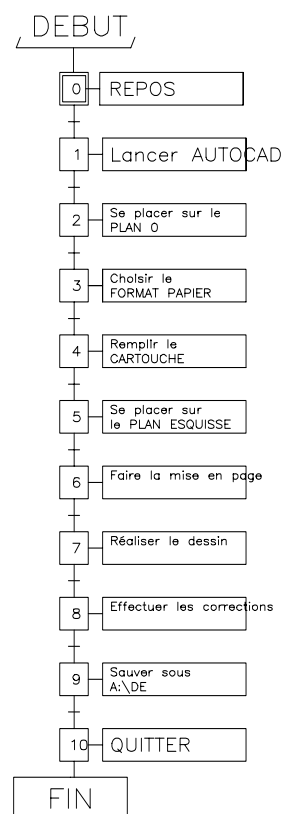 DEBUT
0 REPOS
1 Lancer AUTOCAD
2 Se placer sur le
PLAN 0
3 Choisir le
FORMAT PAPIER
4 Remplir le
CARTOUCHE
5 Se placer sur
le PLAN ESQUISSE
6 Faire la mise en page
7 Réaliser le dessin
8 Effectuer les corrections
9 Sauver sous
A:\DE
10 QUITTER
FIN